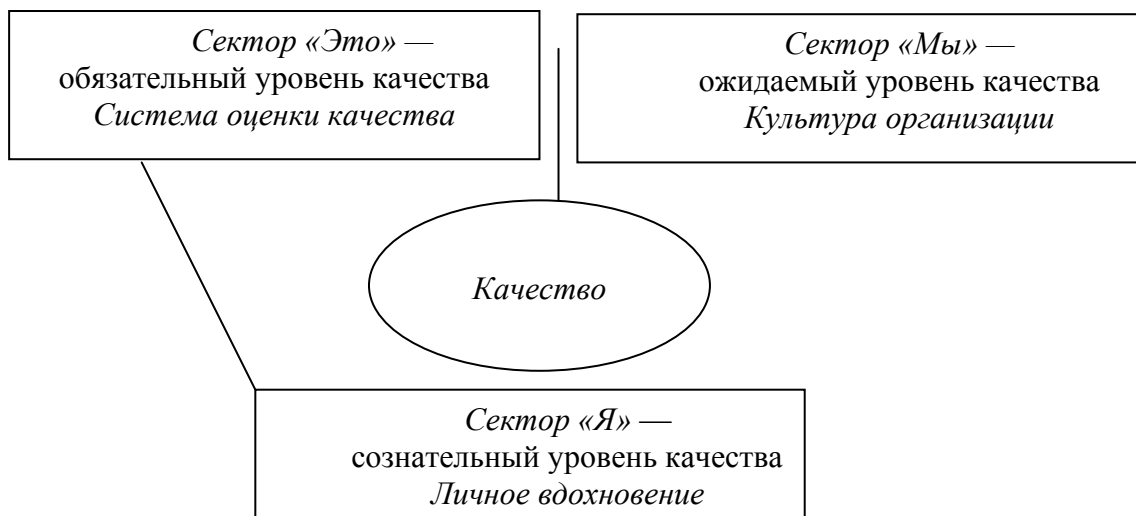 Сектор «Это» —
обязательный уровень качества
Система оценки качества
Сектор «Мы» —
ожидаемый уровень качества
Культура организации
Качество
Сектор «Я» —
сознательный уровень качества
Личное вдохновение